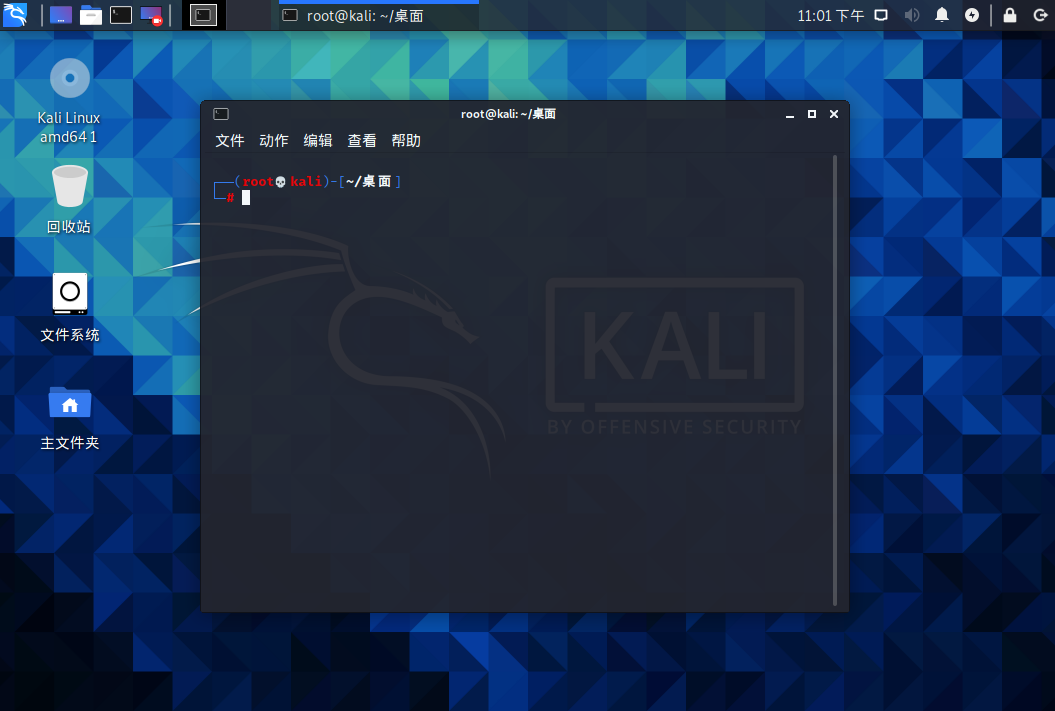 root@kali: ~/桌面
11:01 下午
Kali Linux
amd64 1
回收站
文件系统
主文件夹
root@kali: ~/桌面
文件 动作 编辑 查看 帮助
┌──(root💀kali)-[~/桌面]
└─#
KALI
BY OFFENSIVE SECURITY